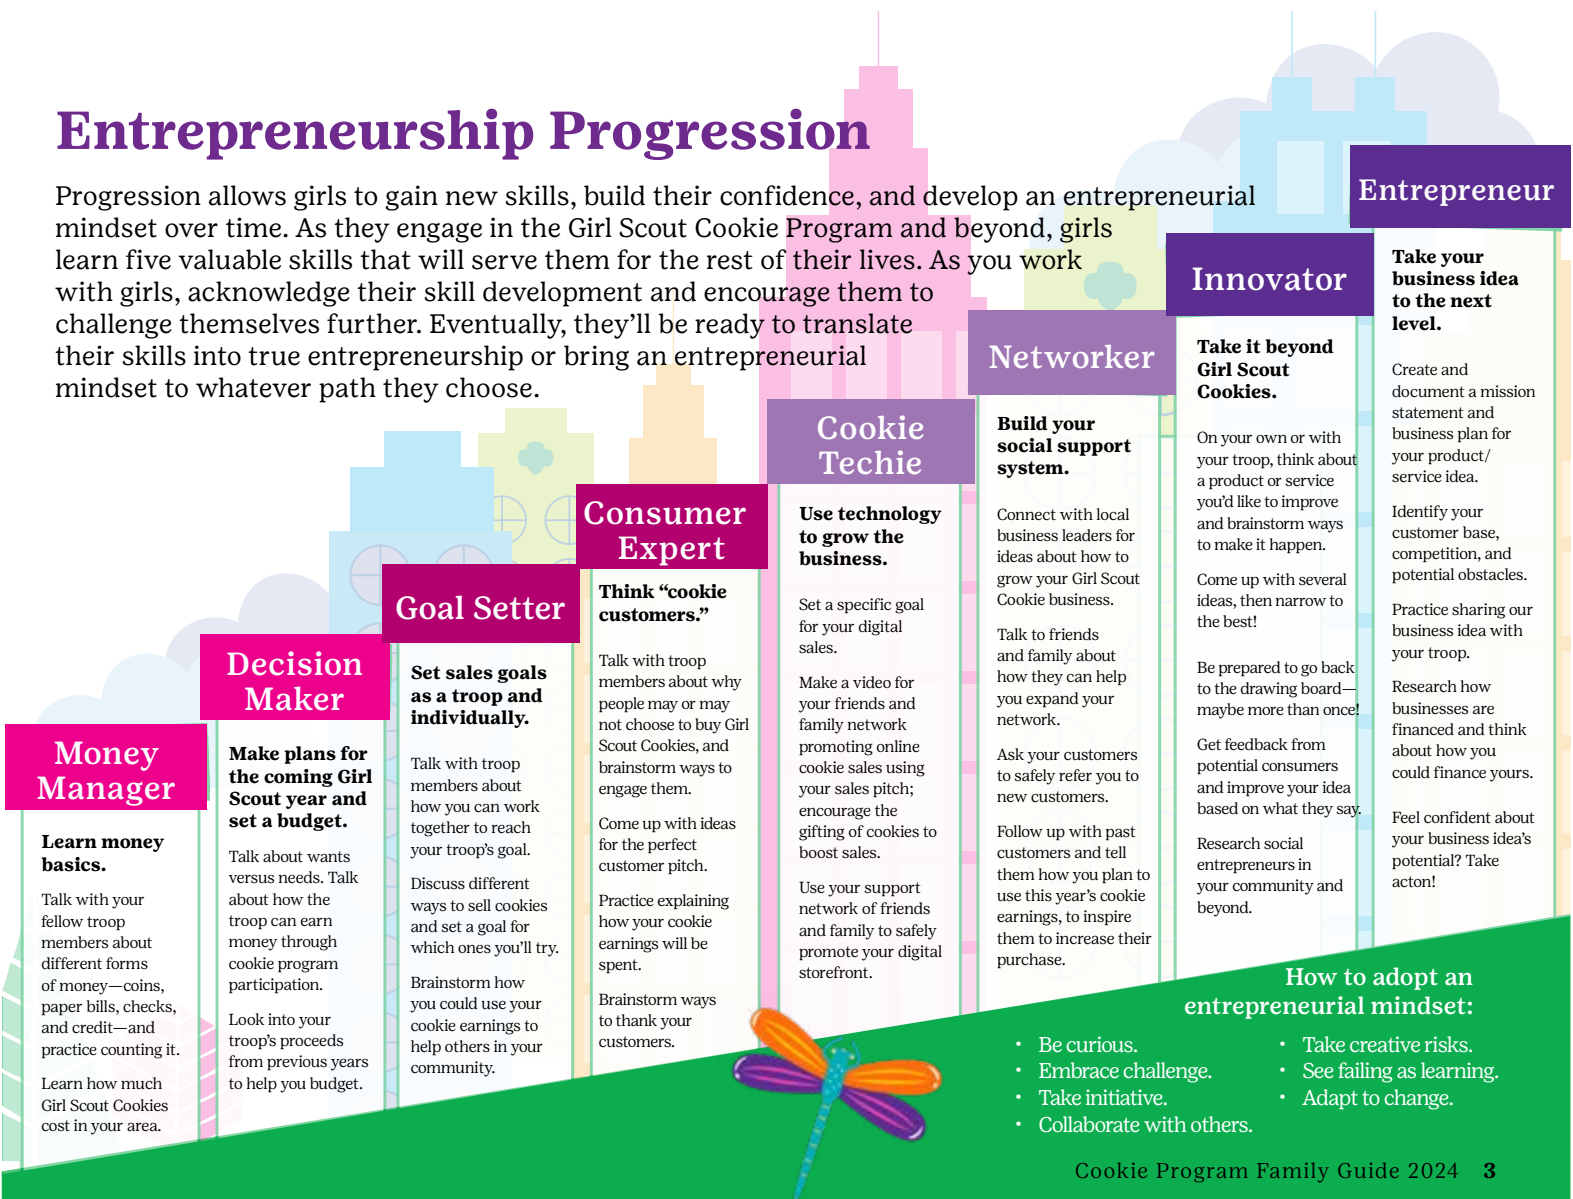 Entrepreneurship Progression
Progression allows girls to gain new skills, build their confidence, and develop an entrepreneurial
mindset over time. As they engage in the Girl Scout Cookie Program and beyond, girls
learn five valuable skills that will serve them for the rest of their lives. As you work
with girls, acknowledge their skill development and encourage them to
challenge themselves further. Eventually, they’ll be ready to translate
their skills into true entrepreneurship or bring an entrepreneurial
mindset to whatever path they choose.
Money
Manager
Learn money
basics.
Talk with your
fellow troop
members about
different forms
of money—coins,
paper bills, checks,
and credit—and
practice counting it.
Learn how much
Girl Scout Cookies
cost in your area.
Decision
Maker
Make plans for
the coming Girl
Scout year and
set a budget.
Talk about wants
versus needs. Talk
about how the
troop can earn
money through
cookie program
participation.
Look into your
troop’s proceeds
from previous years
to help you budget.
Goal Setter
Set sales goals
as a troop and
individually.
Talk with troop
members about
how you can work
together to reach
your troop’s goal.
Discuss different
ways to sell cookies
and set a goal for
which ones you’ll try.
Brainstorm how
you could use your
cookie earnings to
help others in your
community.
Consumer
Expert
Think “cookie
customers.”
Talk with troop
members about why
people may or may
not choose to buy Girl
Scout Cookies, and
brainstorm ways to
engage them.
Come up with ideas
for the perfect
customer pitch.
Practice explaining
how your cookie
earnings will be
spent.
Brainstorm ways
to thank your
customers.
Cookie
Techie
Use technology
to grow the
business.
Set a specific goal
for your digital
sales.
Make a video for
your friends and
family network
promoting online
cookie sales using
your sales pitch;
encourage the
gifting of cookies to
boost sales.
Use your support
network of friends
and family to safely
promote your digital
storefront.
Networker
Build your
social support
system.
Connect with local
business leaders for
ideas about how to
grow your Girl Scout
Cookie business.
Talk to friends
and family about
how they can help
you expand your
network.
Ask your customers
to safely refer you to
new customers.
Follow up with past
customers and tell
them how you plan to
use this year’s cookie
earnings, to inspire
them to increase their
purchase.
Innovator
Take it beyond
Girl Scout
Cookies.
On your own or with
your troop, think about
a product or service
you’d like to improve
and brainstorm ways
to make it happen.
Come up with several
ideas, then narrow to
the best!
Be prepared to go back
to the drawing board—
maybe more than once!
Get feedback from
potential consumers
and improve your idea
based on what they say.
Research social
entrepreneurs in
your community and
beyond.
Entrepreneur
Take your
business idea
to the next
level.
Create and
document a mission
statement and
business plan for
your product/
service idea.
Identify your
customer base,
competition, and
potential obstacles.
Practice sharing our
business idea with
your troop.
Research how
businesses are
financed and think
about how you
could finance yours.
Feel confident about
your business idea’s
potential? Take
acton!
How to adopt an
entrepreneurial mindset:
• Be curious.
• Embrace challenge.
• Take initiative.
• Collaborate with others.
• Take creative risks.
• See failing as learning.
• Adapt to change.
Cookie Program Family Guide 2024 3